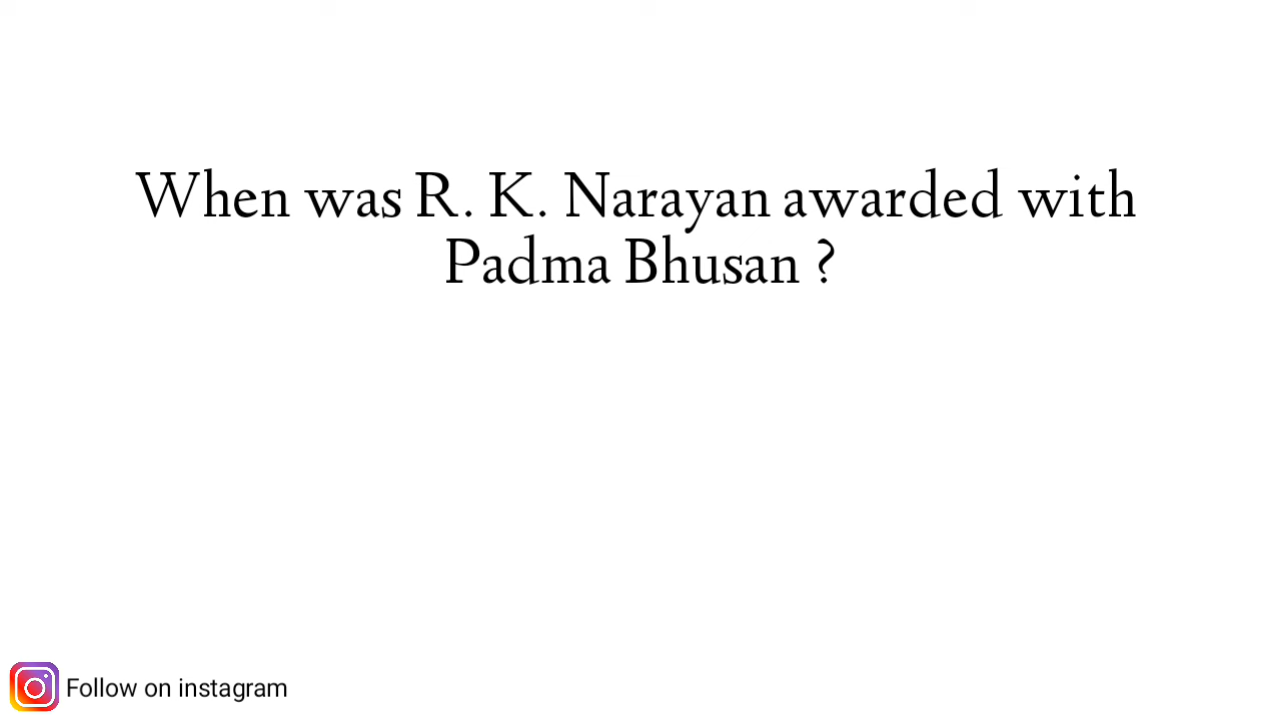 When was R. K. Narayan awarded with
Padma Bhusan ?
Follow on instagram